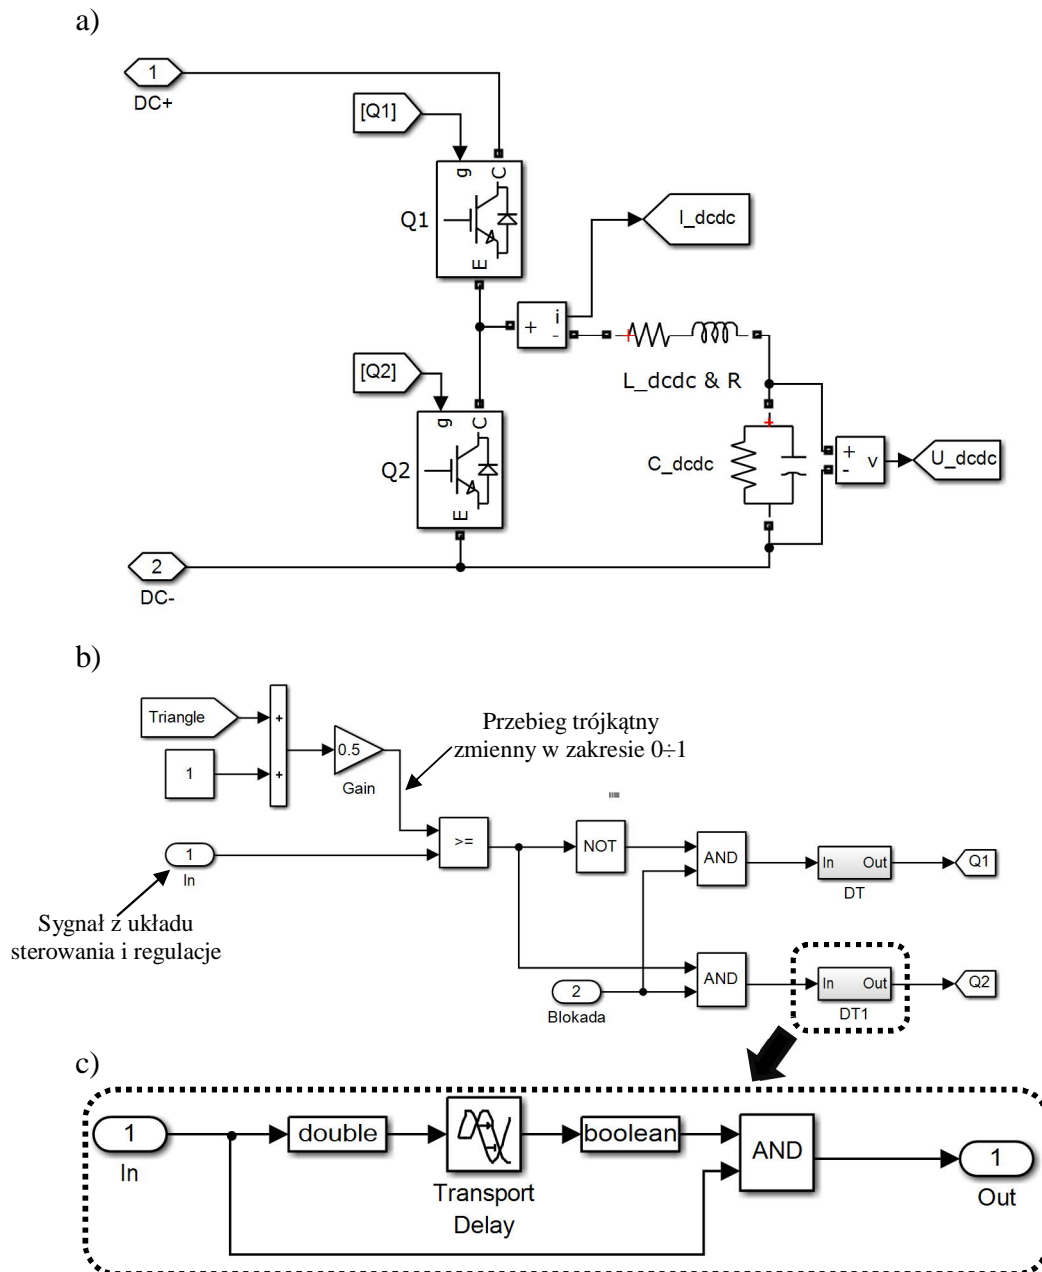 a)
1
DC+
[Q1]
g
C
Q1
E
I_dcdc
+
i
-
L_dcdc & R
[Q2]
g
C
Q2
E
+
C_dcdc
+
-
v
U_dcdc
2
DC-
b)
Triangle
+
1
+
0.5
Gain
Przebieg trójkątny
zmienny w zakresie 0÷1
>=
1
In
Sygnał z układu
sterowania i regulacje
NOT
AND
In Out
DT
Q1
AND
2
Blokada
In Out
DT1
Q2
c)
1
In
double
Transport
Delay
boolean
AND
1
Out